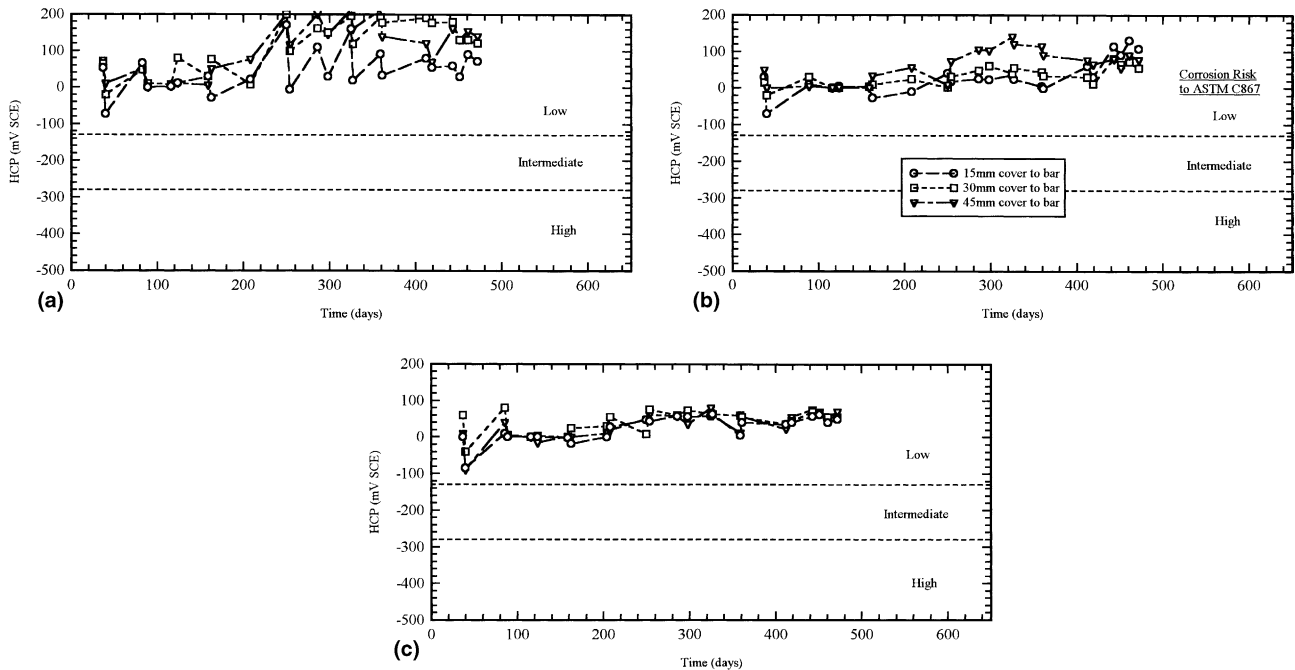 200
100
0
-100
-200
-300
-400
-500
HCP (mV SCE)
Low
Intermediate
High
0 100 200 300 400 500 600
(a)
Time (days)
200
100
0
-100
-200
-300
-400
-500
HCP (mV SCE)
Corrosion Risk
to ASTM C867
Low
Intermediate
15mm cover to bar
30mm cover to bar
45mm cover to bar
High
0 100 200 300 400 500 600
(b)
Time (days)
200
100
0
-100
-200
-300
-400
-500
HCP (mV SCE)
Low
Intermediate
High
0 100 200 300 400 500 600
(c)
Time (days)